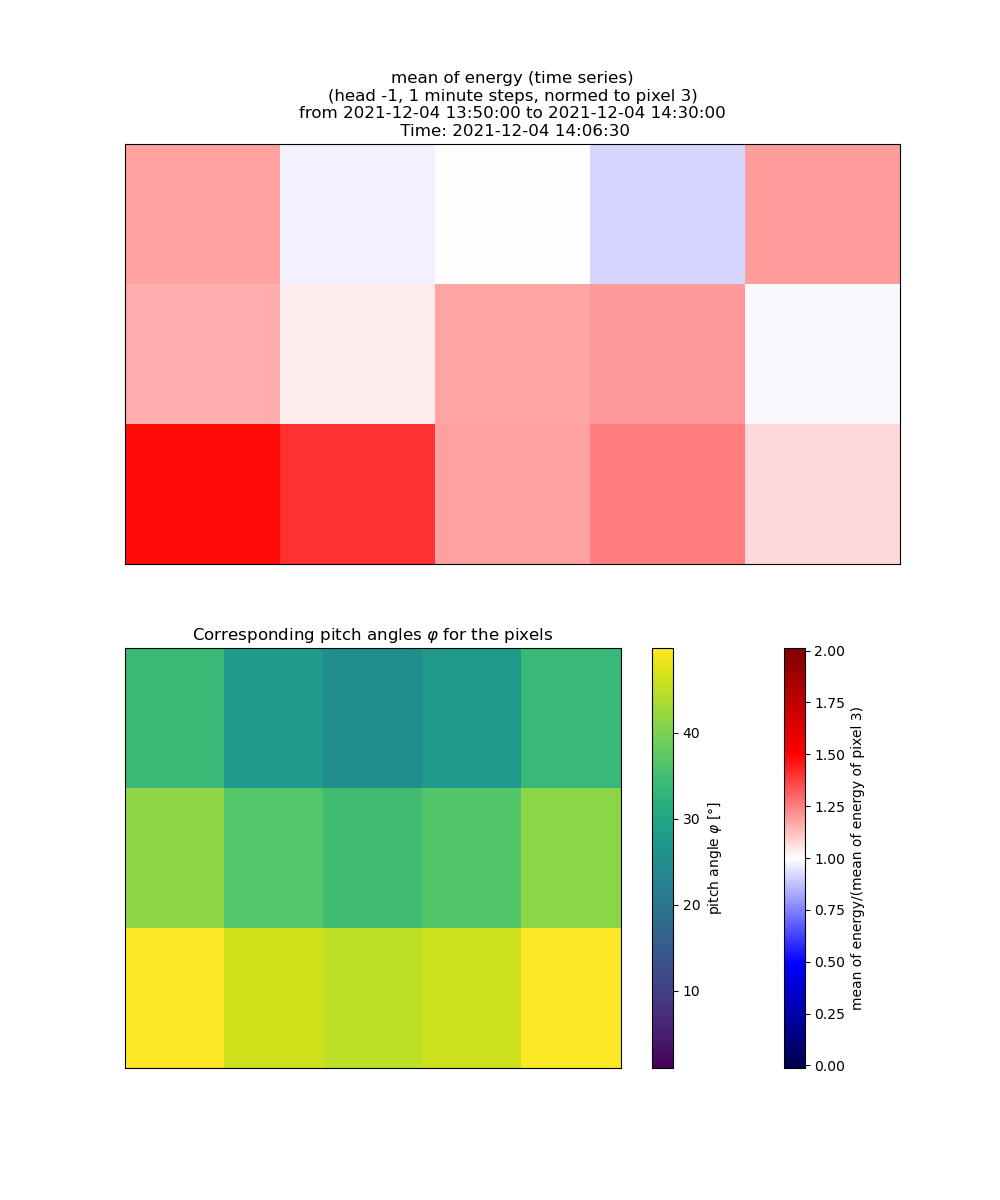 mean of energy (time series)
(head -1, 1 minute steps, normed to pixel 3)
from 2021-12-04 13:50:00 to 2021-12-04 14:30:00
Time: 2021-12-04 14:06:30
Corresponding pitch angles φ for the pixels
40
30
20
10
pitch angle φ [°]
2.00
1.75
1.50
1.25
1.00
0.75
0.50
0.25
0.00
mean of energy/(mean of energy of pixel 3)